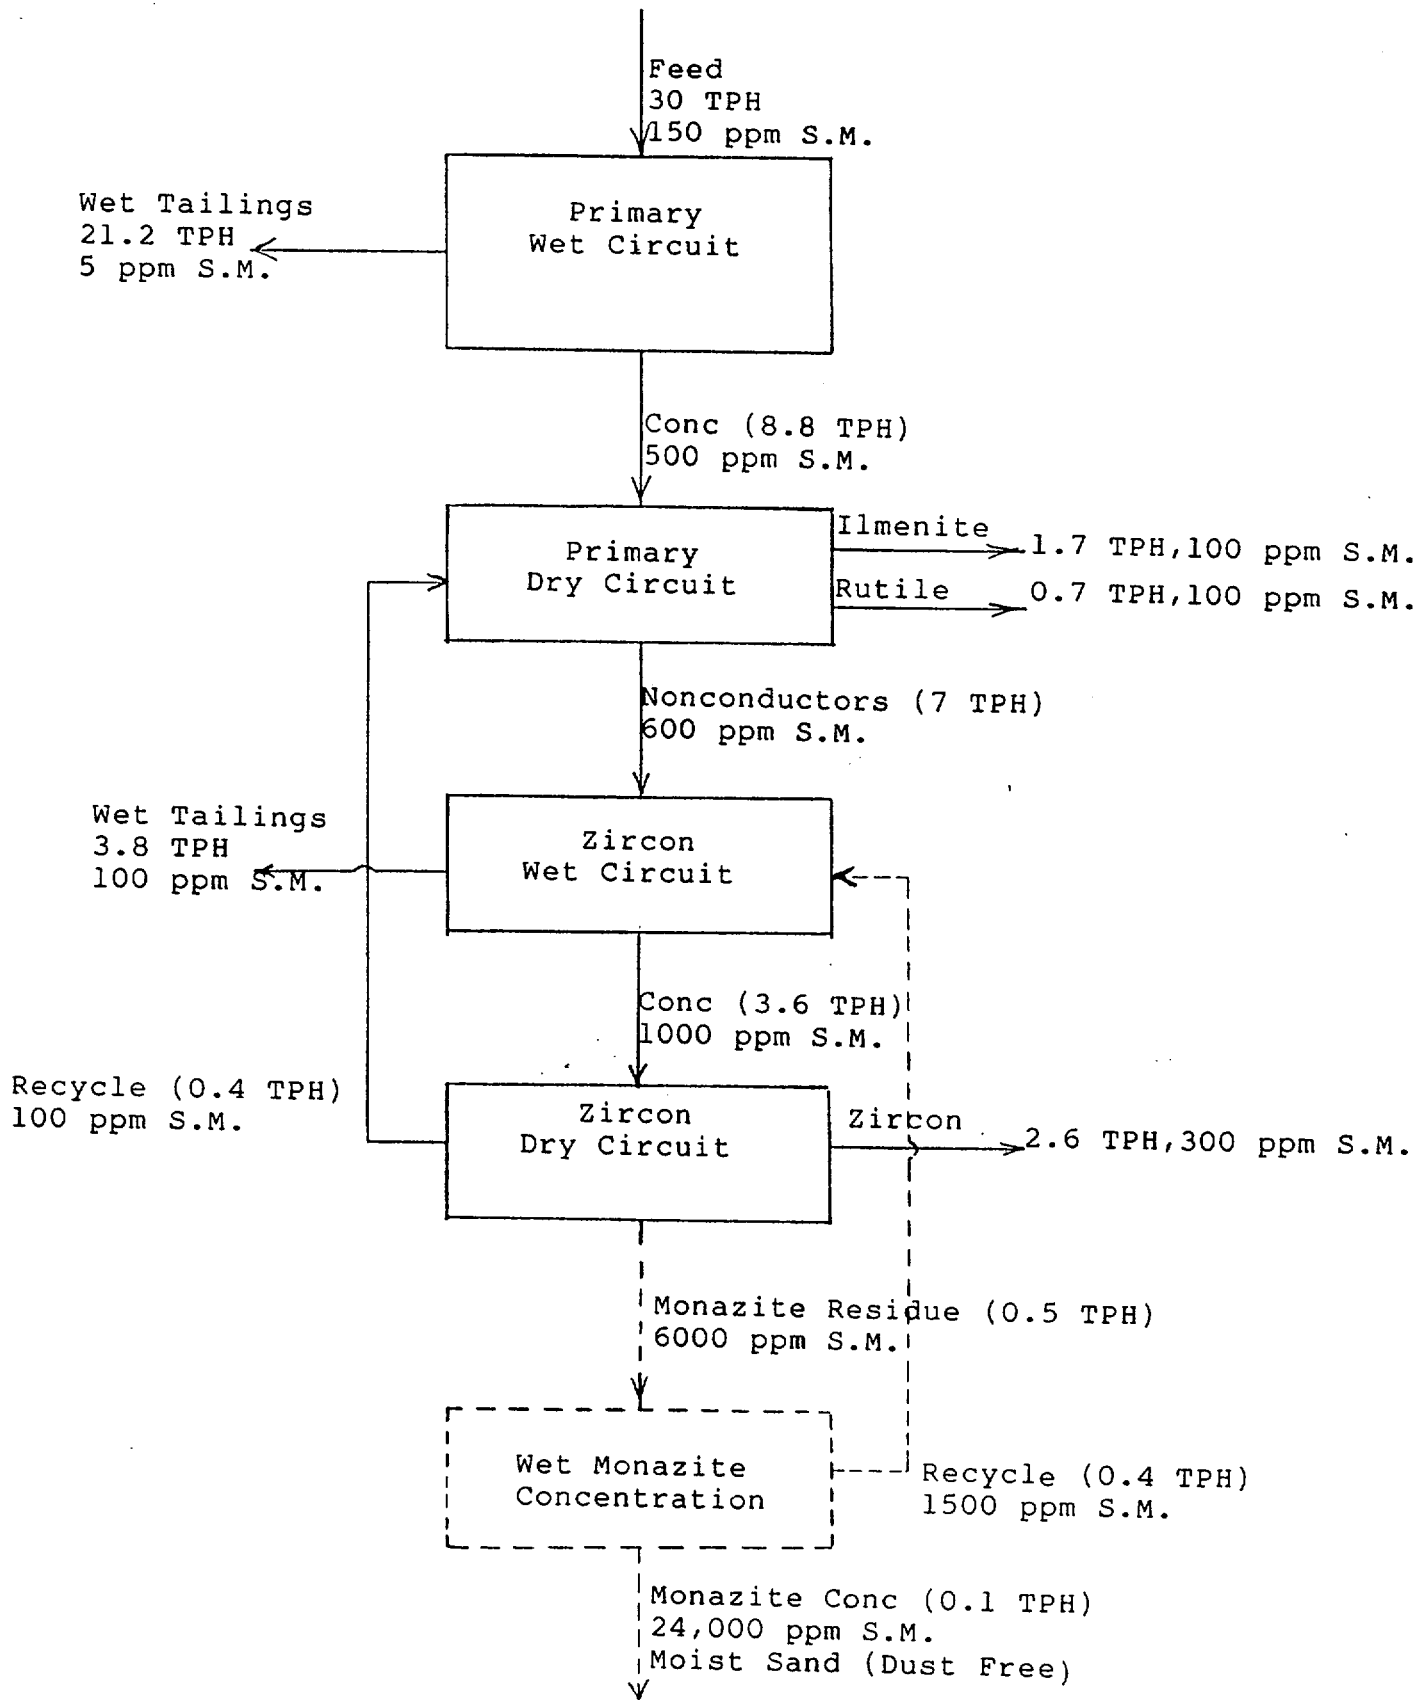 Feed
30 TPH
150 ppm S.M.
Wet Tailings
21.2 TPH
5 ppm S.M.
Primary
Wet Circuit
Conc (8.8 TPH)
500 ppm S.M.
Primary
Dry Circuit
Ilmenite
1.7 TPH,100 ppm S.M.
Rutile
0.7 TPH,100 ppm S.M.
Nonconductors (7 TPH)
600 ppm S.M.
Wet Tailings
3.8 TPH
100 ppm S.M.
Zircon
Wet Circuit
Conc (3.6 TPH)
1000 ppm S.M.
Recycle (0.4 TPH)
100 ppm S.M.
Zircon
Dry Circuit
Zircon
2.6 TPH,300 ppm S.M.
Monazite Residue (0.5 TPH)
6000 ppm S.M.
Wet Monazite
Concentration
Recycle (0.4 TPH)
1500 ppm S.M.
Monazite Conc (0.1 TPH)
24,000 ppm S.M.
Moist Sand (Dust Free)